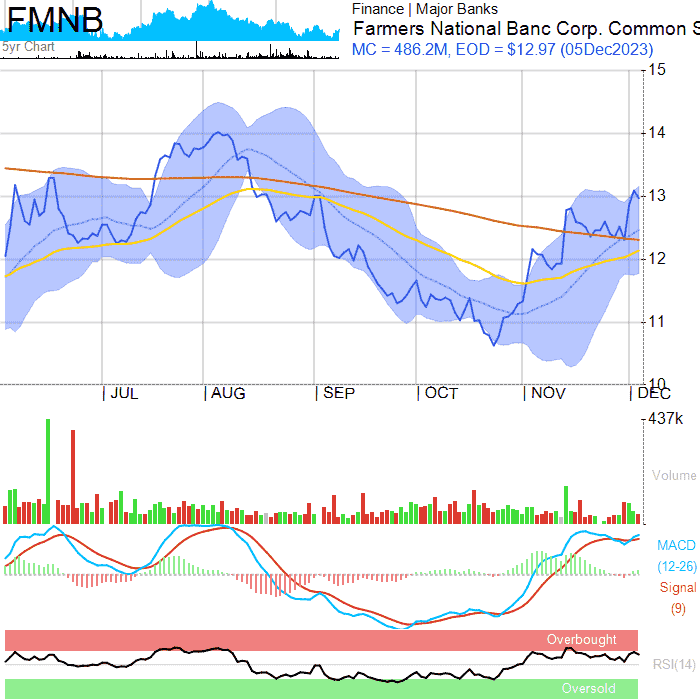 FMNB
5yr Chart
Finance | Major Banks
Farmers National Banc Corp. Common S
MC = 486.2M, EOD = $12.97 (05Dec2023)
15
14
13
12
11
10
| JUL | AUG | SEP | OCT | NOV | DEC
437k
Volume
MACD
(12-26)
Signal
(9)
Overbought
RSI(14)
Oversold